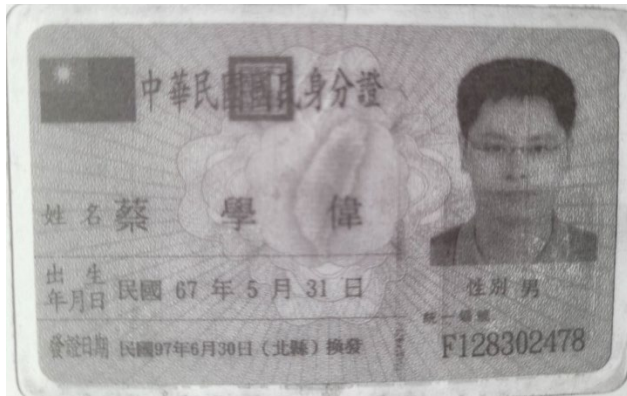 中華民國國民身分證
姓名 蔡學偉
出生年月日 民國 67 年 5 月 31 日
性別 男
統一編號
F128302478
發證日期 民國97年6月30日（北縣）換發